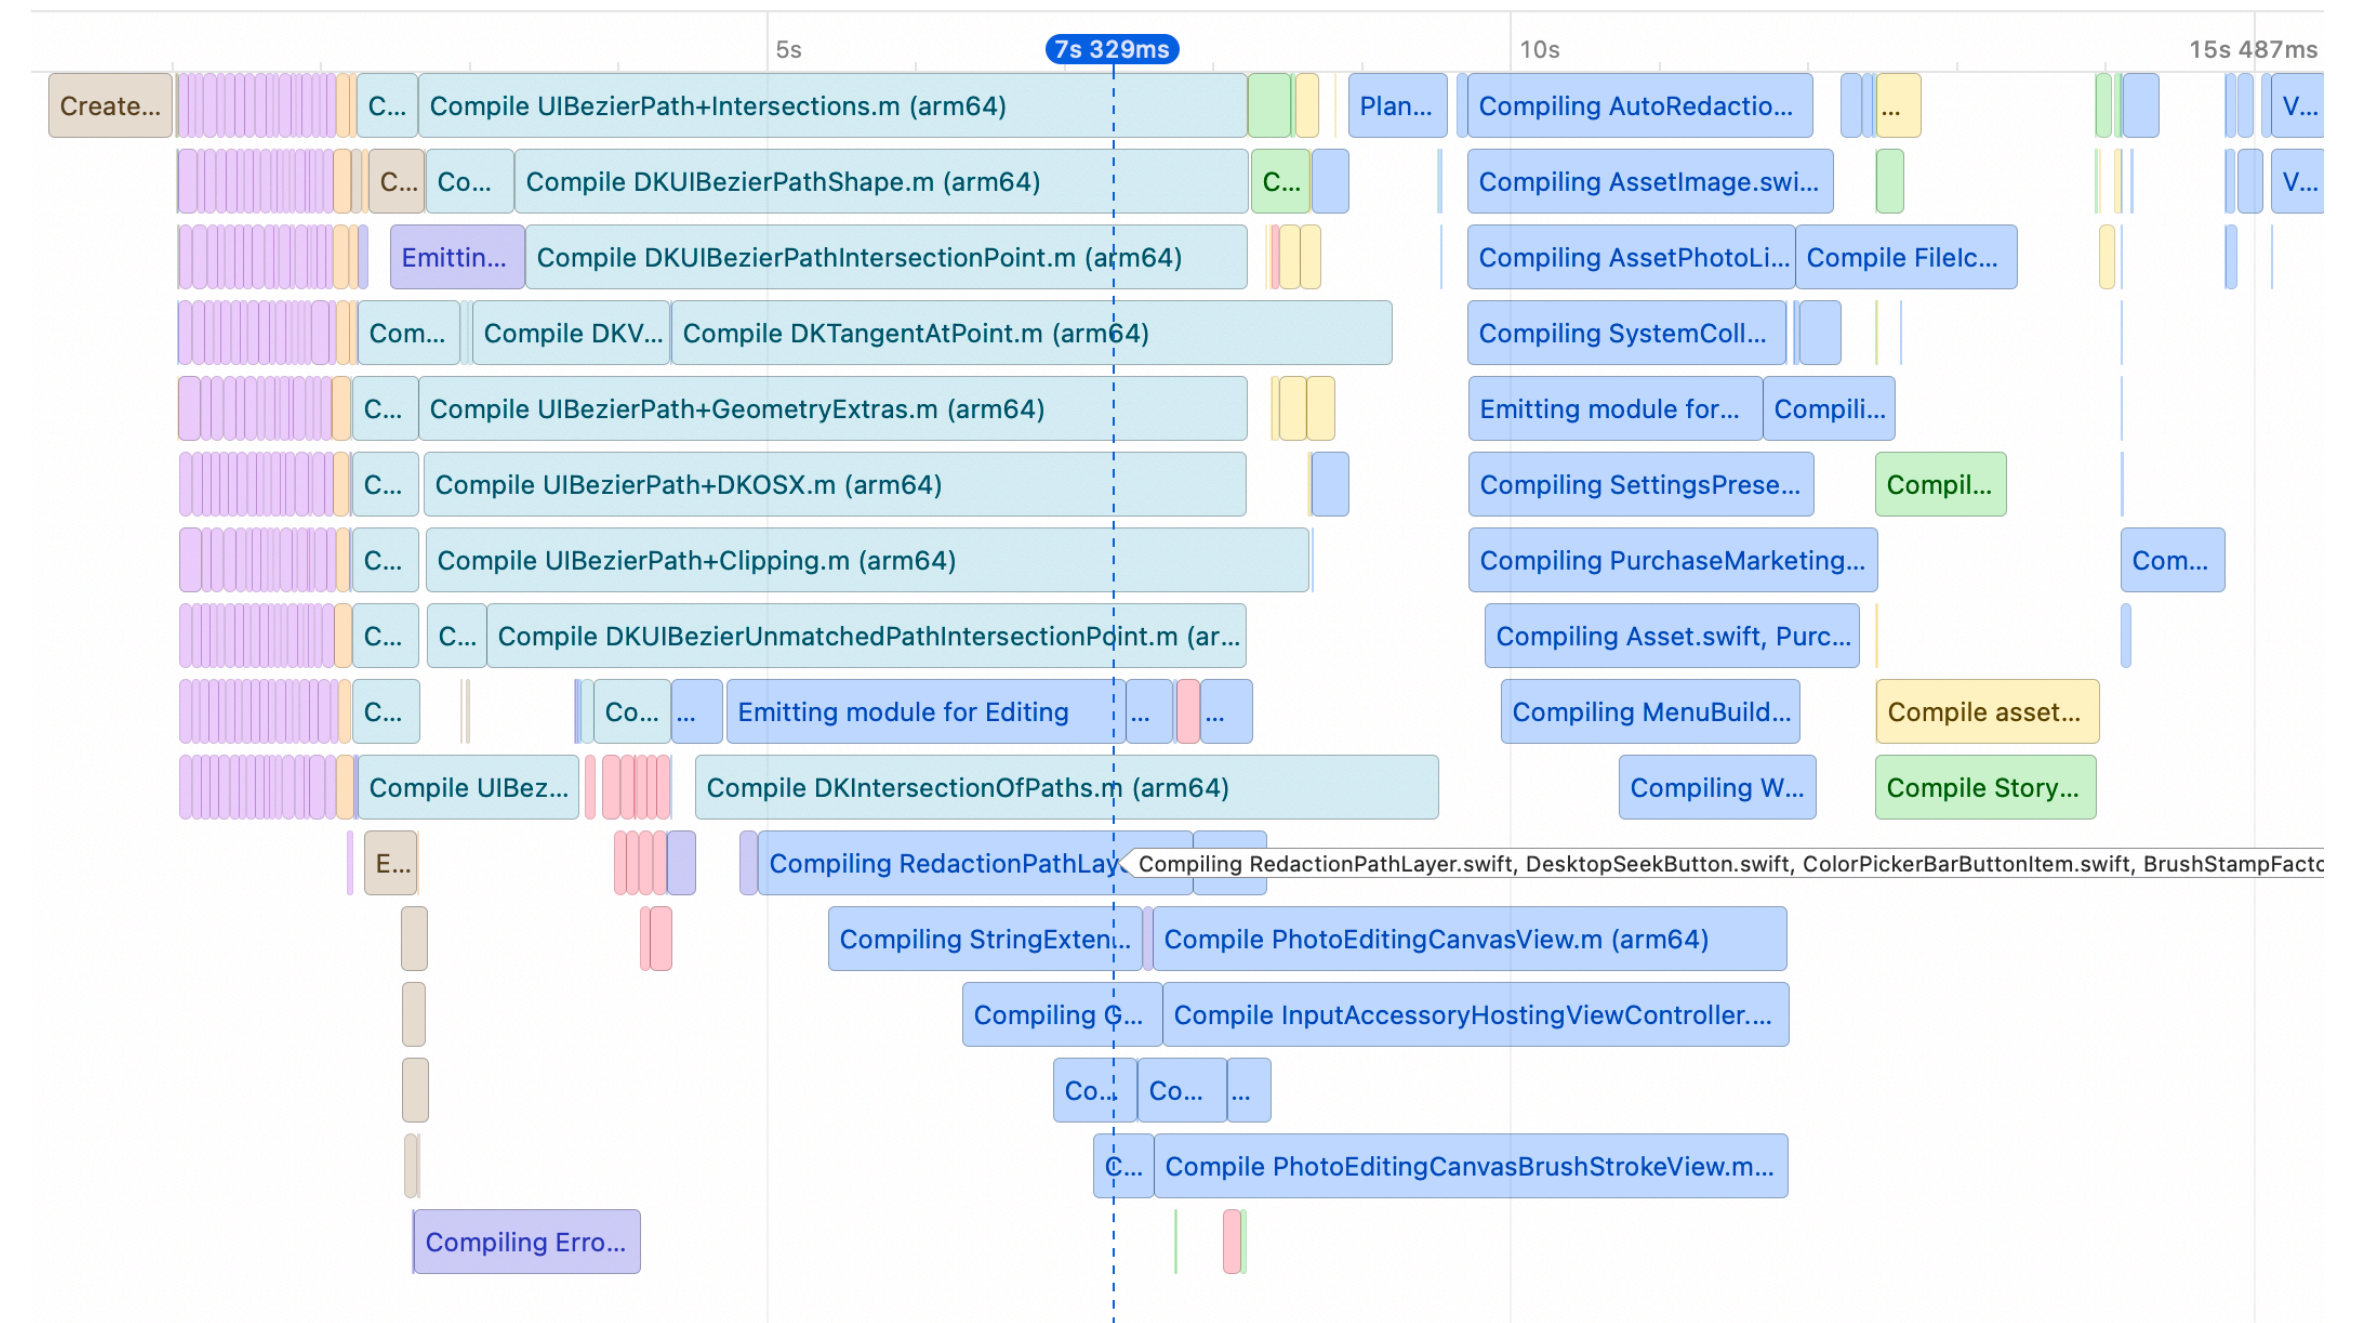 5s 7s 329ms 10s 15s 487ms
Create... C... Compile UIBezierPath+Intersections.m (arm64) Plan... Compiling AutoRedactio... ... V...
C... Co... Compile DKUIBezierPathShape.m (arm64) C... Compiling AssetImage.swi... V...
Emittin... Compile DKUIBezierPathIntersectionPoint.m (arm64) Compiling AssetPhotoLi... Compile FileIc...
Com... Compile DKV... Compile DKTangentAtPoint.m (arm64) Compiling SystemColl...
C... Compile UIBezierPath+GeometryExtras.m (arm64) Emitting module for... Compili...
C... Compile UIBezierPath+DKOSX.m (arm64) Compiling SettingsPrese... Compil...
C... Compile UIBezierPath+Clipping.m (arm64) Compiling PurchaseMarketing... Com...
C... C... Compile DKUIBezierUnmatchedPathIntersectionPoint.m (ar... Compiling Asset.swift, Purc...
C... Co... ... Emitting module for Editing ... ... Compiling MenuBuild... Compile asset...
Compile UIBez... Compile DKIntersectionOfPaths.m (arm64) Compiling W... Compile Story...
E... Compiling RedactionPathLay Compiling RedactionPathLayer.swift, DesktopSeekButton.swift, ColorPickerBarButtonItem.swift, BrushStampFacto
Compiling StringExten... Compile PhotoEditingCanvasView.m (arm64)
Compiling G... Compile InputAccessoryHostingViewController....
Co... Co... ...
C... Compile PhotoEditingCanvasBrushStrokeView.m...
Compiling Erro...